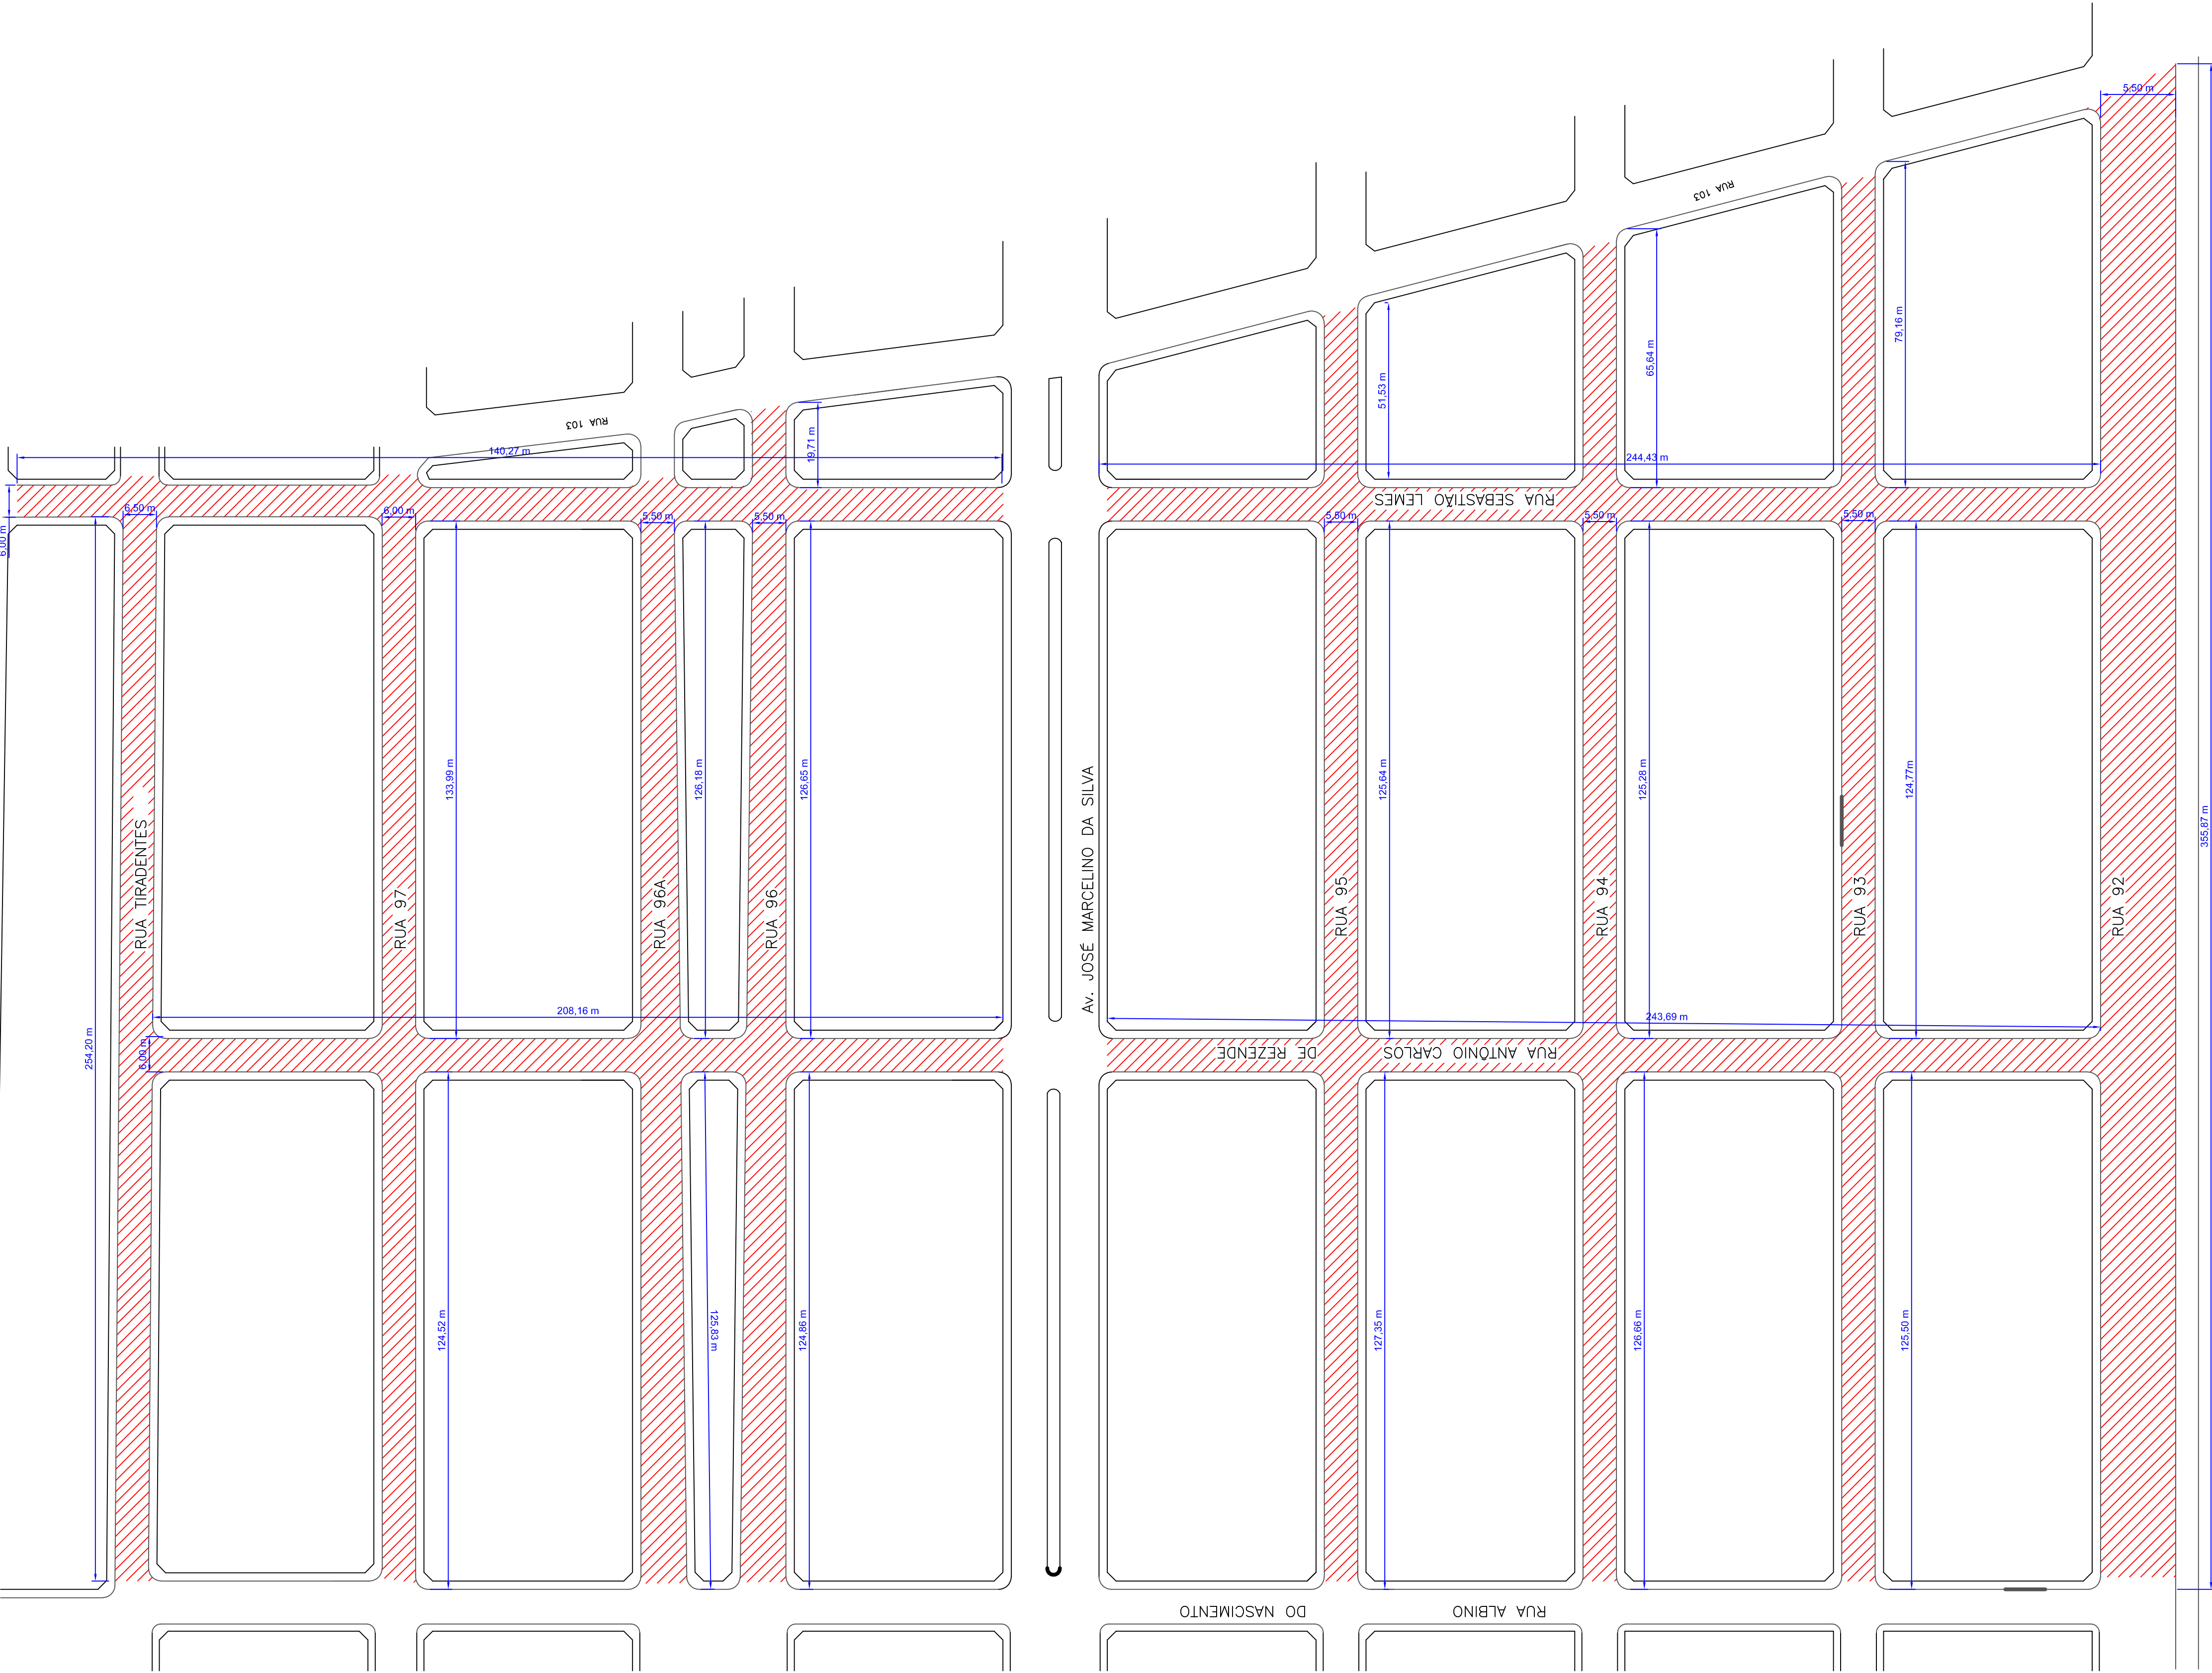 5,50 m
RUA 103
79,16 m
65,64 m
51,53 m
RUA 103
19,71 m
140,27 m
244,43 m
RUA SEBASTIÃO LEMES
6,00 m
6,50 m
6,00 m
5,50 m
5,50 m
5,50 m
5,50 m
5,50 m
133,99 m
126,18 m
126,65 m
125,64 m
125,28 m
124,77m
355,87 m
RUA TIRADENTES
RUA 97
RUA 96A
RUA 96
Av. JOSÉ MARCELINO DA SILVA
RUA 95
RUA 94
RUA 93
RUA 92
208,16 m
243,69 m
254,20 m
6,00 m
RUA ANTÔNIO CARLOS
DE REZENDE
124,52 m
125,83 m
124,86 m
127,35 m
126,66 m
125,50 m
RUA ALBINO
DO NASCIMENTO